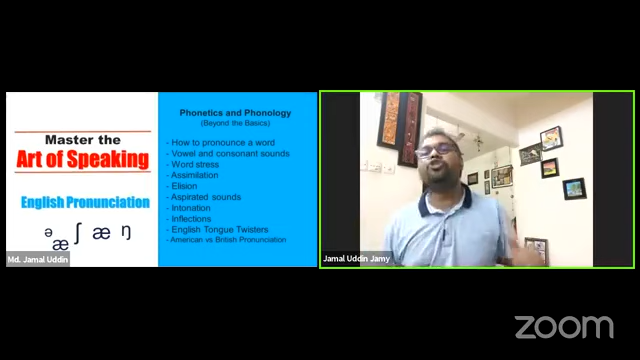 Master the
Art of Speaking
English Pronunciation
ə æ ʃ æ ŋ
Md. Jamal Uddin
Phonetics and Phonology
(Beyond the Basics)
- How to pronounce a word
- Vowel and consonant sounds
- Word stress
- Assimilation
- Elision
- Aspirated sounds
- Intonation
- Inflections
- English Tongue Twisters
- American vs British Pronunciation
Jamal Uddin Jamy
zoom